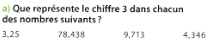 a) Que représente le chiffre 3 dans chacun
des nombres suivants ?
3,25 78,438 9,713 4,346